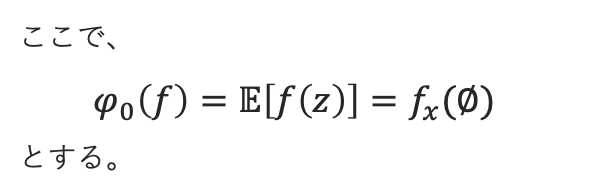 ここで、
φ₀(f) = 𝔼[f(z)] = fₓ(∅)
とする。